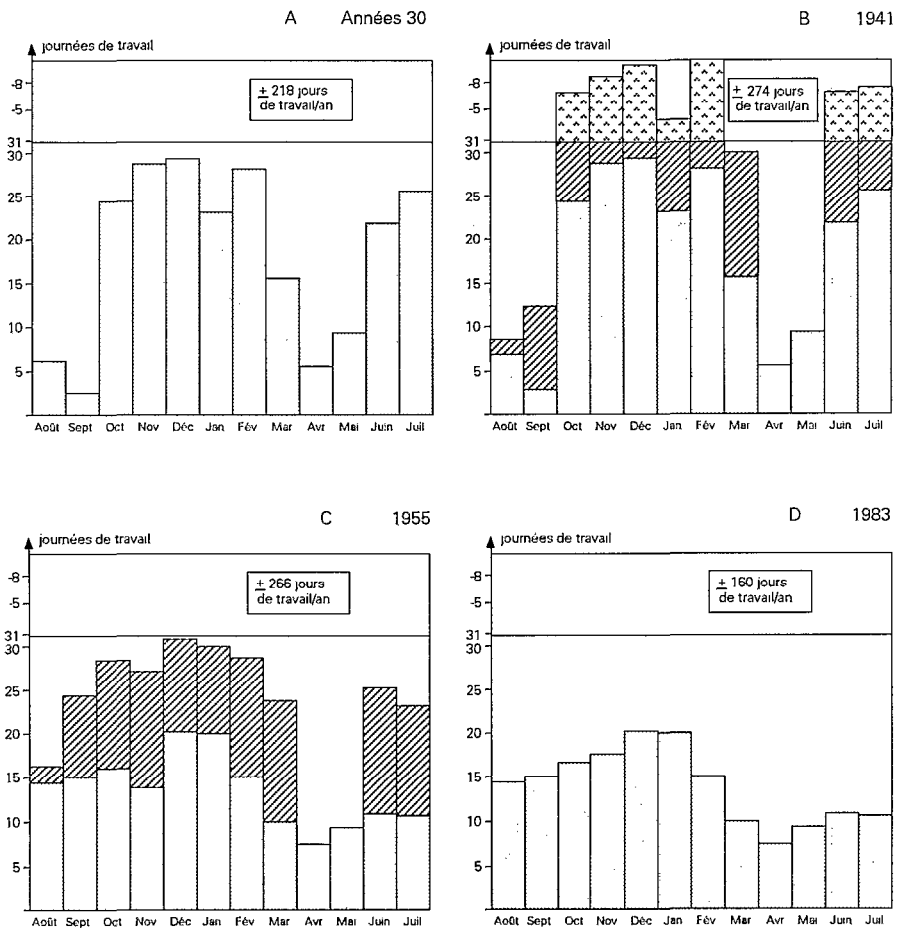 A Années 30
journées de travail
± 218 jours
de travail/an
-8
-5
31
30
25
20
15
10
5
Août Sept Oct Nov Déc Jan Fév Mar Avr Mai Juin Juil
B 1941
journées de travail
± 274 jours
de travail/an
-8
-5
31
30
25
20
15
10
5
Août Sept Oct Nov Déc Jan Fév Mar Avr Mai Juin Juil
C 1955
journées de travail
± 266 jours
de travail/an
-8
-5
31
30
25
20
15
10
5
Août Sept Oct Nov Déc Jan Fév Mar Avr Mai Juin Juil
D 1983
journées de travail
± 160 jours
de travail/an
-8
-5
31
30
25
20
15
10
5
Août Sept Oct Nov Déc Jan Fév Mar Avr Mai Juin Juil